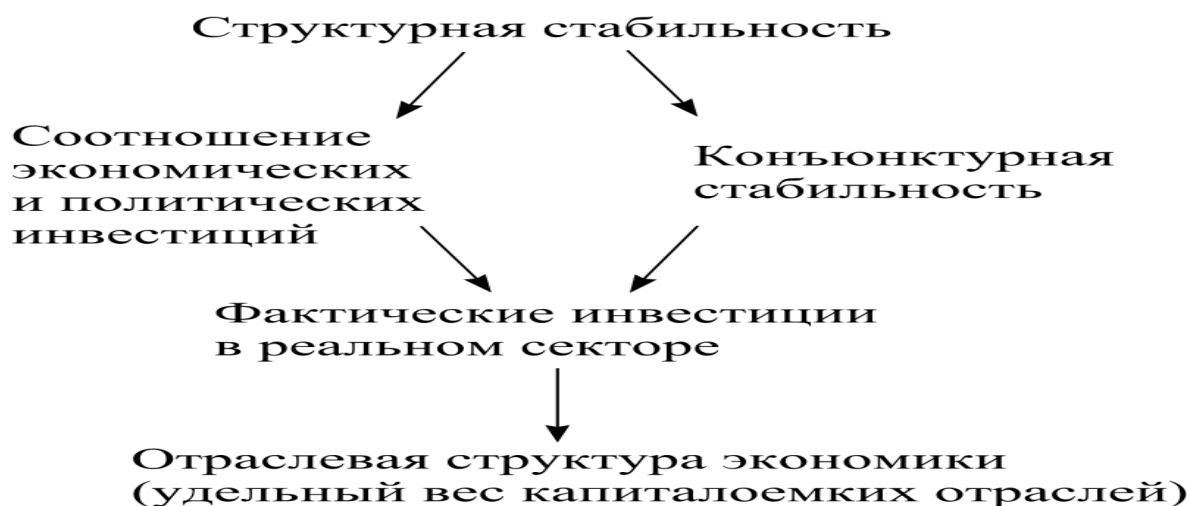 Структурная стабильность
Соотношение
экономических
и политических
инвестиций
Конъюнктурная
стабильность
Фактические инвестиции
в реальном секторе
Отраслевая структура экономики
(удельный вес капиталоемких отраслей)